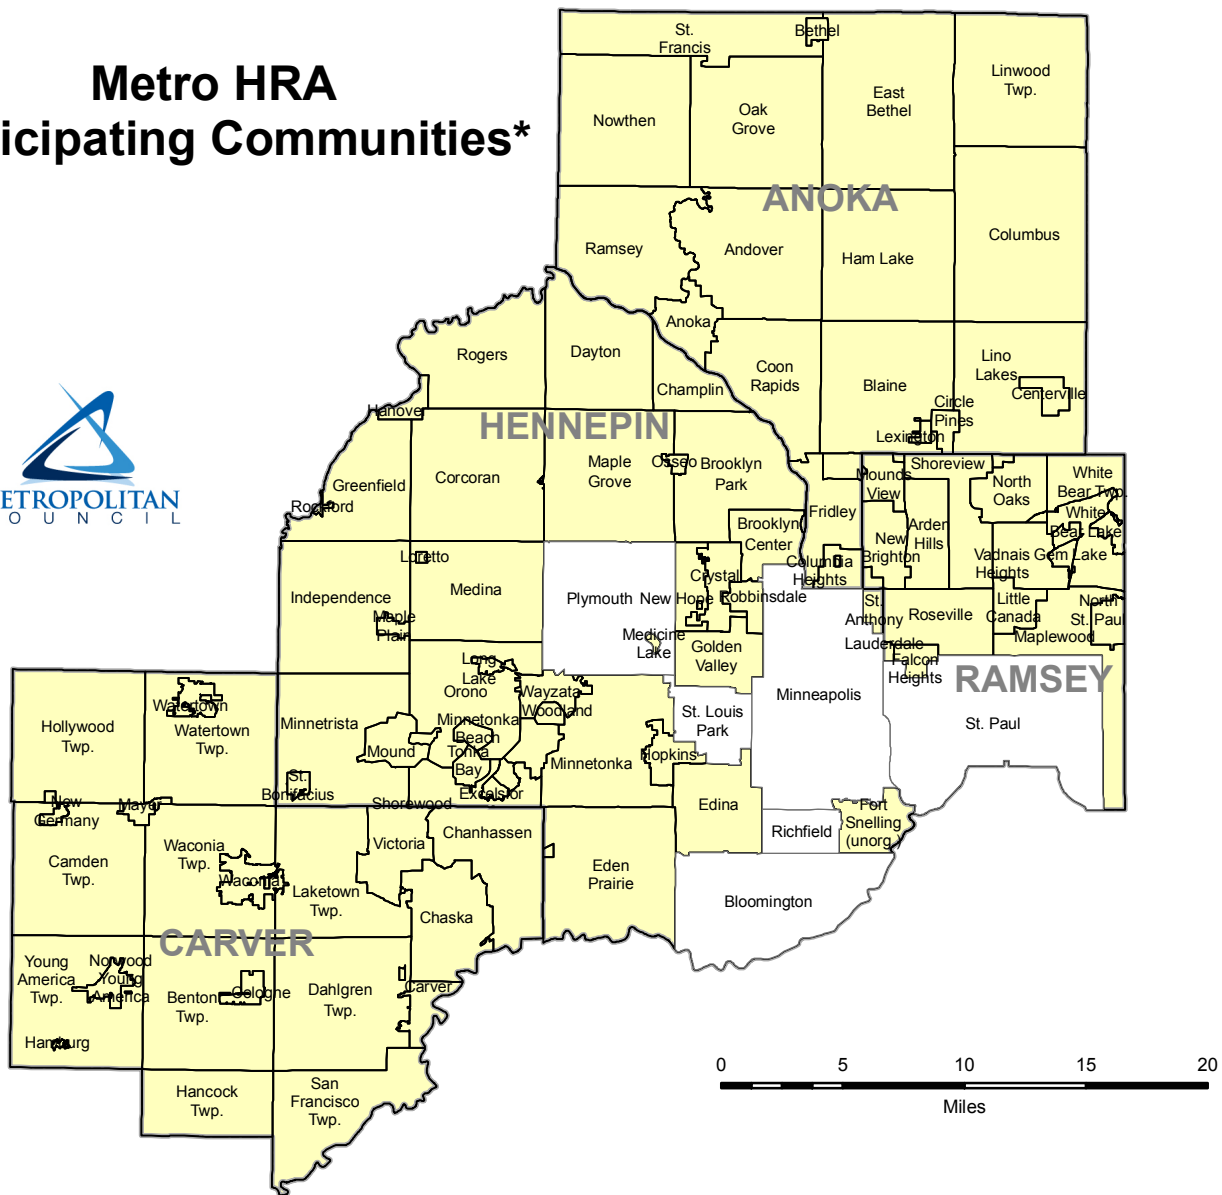 Metro HRA
icipating Communities*
ETROPOLITAN
O U N C I L
ANOKA
HENNEPIN
RAMSEY
CARVER
St.
Francis
Bethel
Linwood
Twp.
Nowthen
Oak
Grove
East
Bethel
Ramsey
Andover
Ham Lake
Columbus
Anoka
Rogers
Dayton
Champlin
Coon
Rapids
Blaine
Lino
Lakes
Centerville
Circle
Pines
Lexington
Hanover
Corcoran
Maple
Grove
Osseo
Brooklyn
Park
Greenfield
Rockford
Mounds
View
Shoreview
North
Oaks
White
Bear Twp.
White
Bear Lake
Fridley
Brooklyn
Center
New
Brighton
Arden
Hills
Vadnais
Heights
Gem Lake
Columbia
Heights
Loretto
Medina
Independence
Maple
Plain
Plymouth
New Hope
Crystal
Robbinsdale
Medicine
Lake
Golden
Valley
St.
Anthony
Roseville
Little
Canada
North
St. Paul
Maplewood
Lauderdale
Falcon
Heights
Minneapolis
St. Paul
St. Louis
Park
Long
Lake
Orono
Wayzata
Woodland
Minnetonka
Beach
Tonka
Bay
Minnetrista
Mound
St.
Bonifacius
Excelsior
Shorewood
Minnetonka
Hopkins
Edina
Richfield
Fort
Snelling
(unorg.)
Bloomington
Eden
Prairie
Hollywood
Twp.
Watertown
Watertown
Twp.
New
Germany
Mayer
Camden
Twp.
Waconia
Twp.
Waconia
Victoria
Chanhassen
Laketown
Twp.
Chaska
Young
America
Twp.
Norwood
Young
America
Hamburg
Benton
Twp.
Cologne
Dahlgren
Twp.
Carver
Hancock
Twp.
San
Francisco
Twp.
0 5 10 15 20
Miles